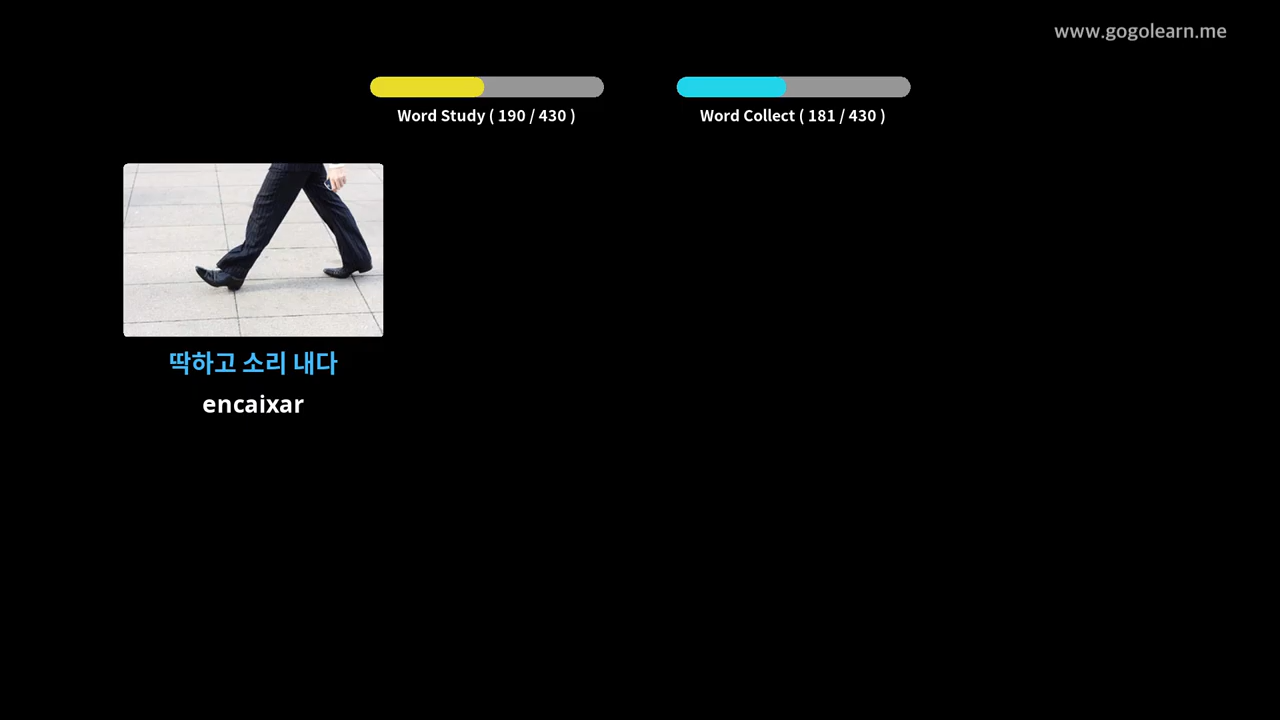 www.gogolearn.me
Word Study ( 190 / 430 )
Word Collect ( 181 / 430 )
딱하고 소리 내다
encaixar